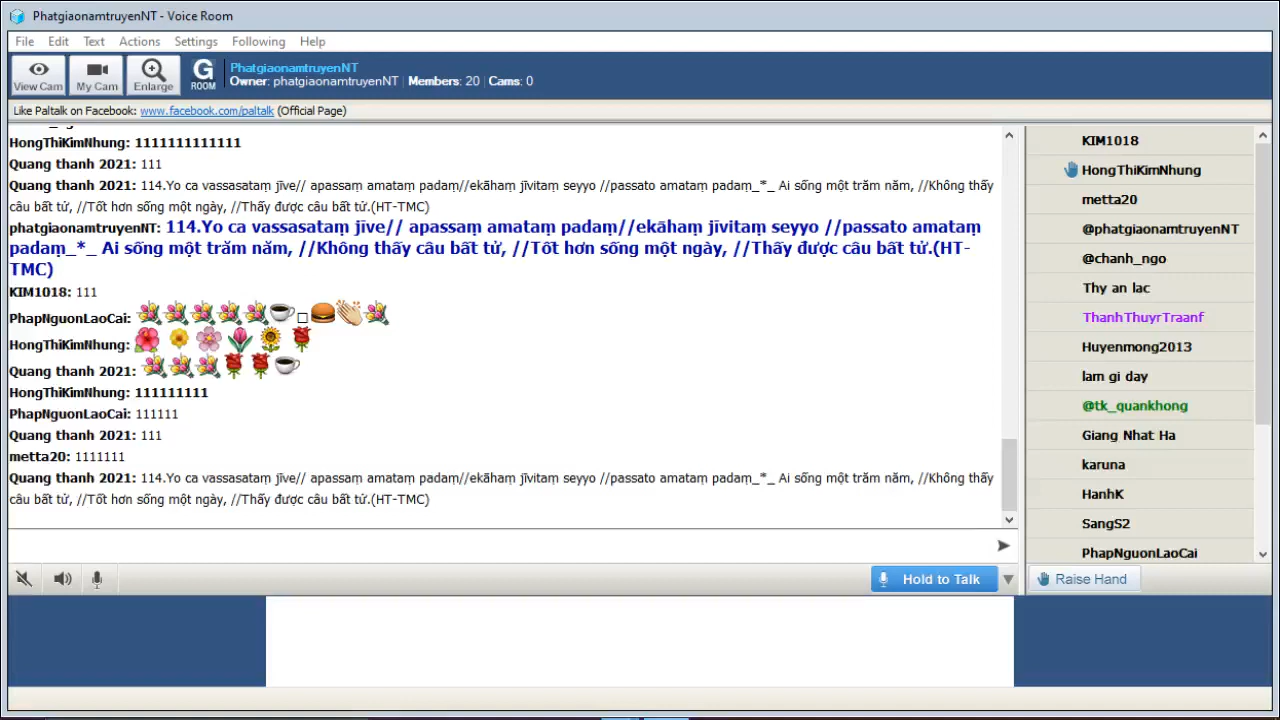 PhatgiaonamtruyenNT - Voice Room
File Edit Text Actions Settings Following Help
View Cam My Cam Enlarge G ROOM
PhatgiaonamtruyenNT
Owner: phatgiaonamtruyenNT Members: 20 Cams: 0
Like Paltalk on Facebook: www.facebook.com/paltalk (Official Page)
HongThiKimNhung: 1111111111111
Quang thanh 2021: 111
Quang thanh 2021: 114.Yo ca vassasataṃ jīve// apassaṃ amataṃ padaṃ//ekāhaṃ jīvitaṃ seyyo //passato amataṃ padaṃ_*_ Ai sống một trăm năm, //Không thấy
câu bất tử, //Tốt hơn sống một ngày, //Thấy được câu bất tử.(HT-TMC)
phatgiaonamtruyenNT: 114.Yo ca vassasataṃ jīve// apassaṃ amataṃ padaṃ//ekāhaṃ jīvitaṃ seyyo //passato amataṃ
padaṃ_*_ Ai sống một trăm năm, //Không thấy câu bất tử, //Tốt hơn sống một ngày, //Thấy được câu bất tử.(HT-
TMC)
KIM1018: 111
PhapNguonLaoCai:
HongThiKimNhung:
Quang thanh 2021:
HongThiKimNhung: 111111111
PhapNguonLaoCai: 111111
Quang thanh 2021: 111
metta20: 1111111
Quang thanh 2021: 114.Yo ca vassasataṃ jīve// apassaṃ amataṃ padaṃ//ekāhaṃ jīvitaṃ seyyo //passato amataṃ padaṃ_*_ Ai sống một trăm năm, //Không thấy
câu bất tử, //Tốt hơn sống một ngày, //Thấy được câu bất tử.(HT-TMC)
Hold to Talk
KIM1018
HongThiKimNhung
metta20
@phatgiaonamtruyenNT
@chanh_ngo
Thy an lac
ThanhThuyrTraanf
Huyenmong2013
lam gi day
@tk_quankhong
Giang Nhat Ha
karuna
HanhK
SangS2
PhapNguonLaoCai
Raise Hand